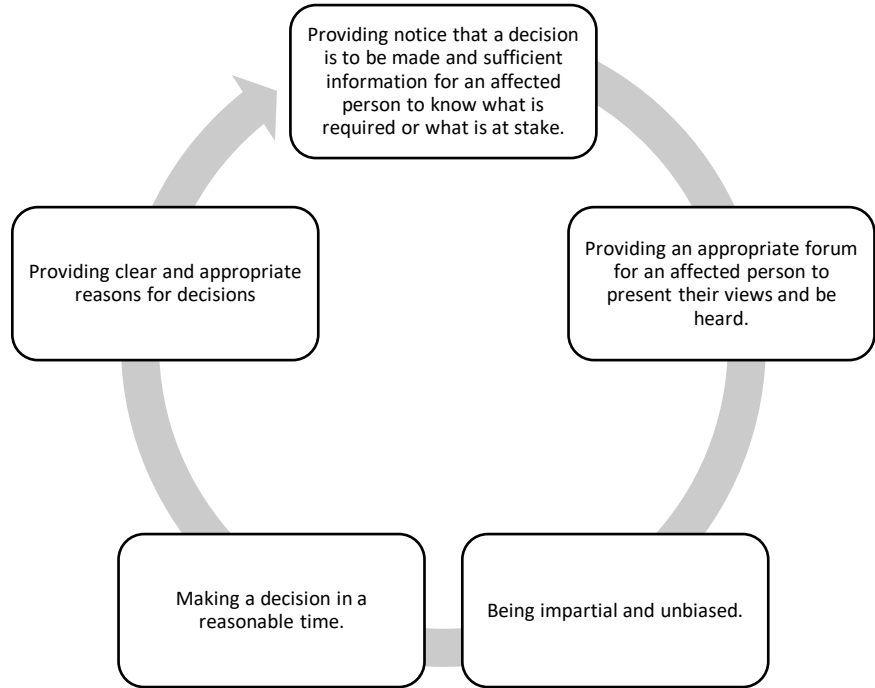 Providing notice that a decision
is to be made and sufficient
information for an affected
person to know what is
required or what is at stake.
Providing an appropriate forum
for an affected person to
present their views and be
heard.
Being impartial and unbiased.
Making a decision in a
reasonable time.
Providing clear and appropriate
reasons for decisions